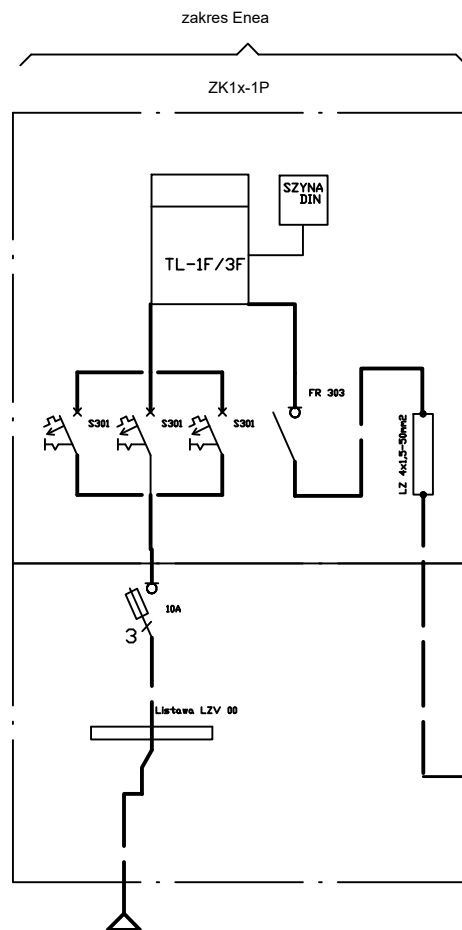 zakres Enea
ZK1x-1P
SZYNA
DIN
TL-1F/3F
FR 303
S301
S301
S301
LZ 4x1,5-50mm2
10A
3
Listawa LZV 00